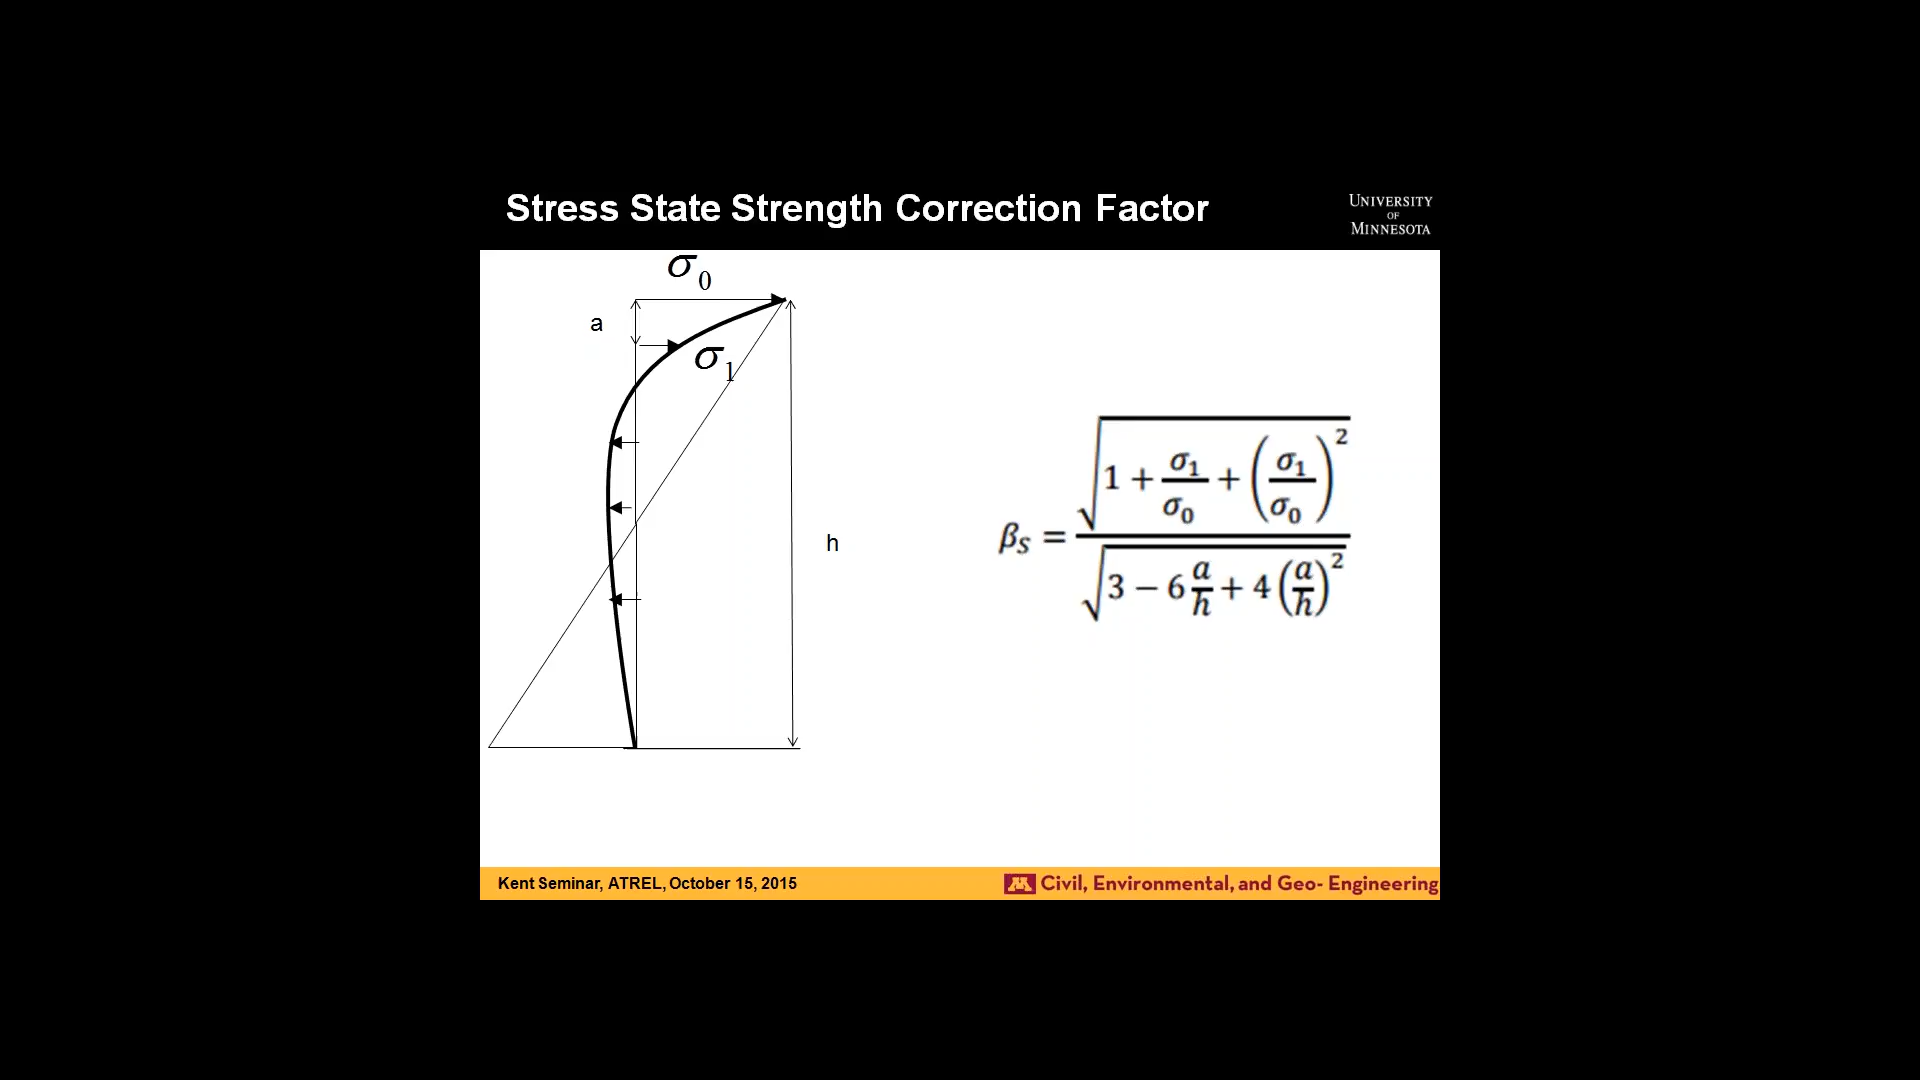 Stress State Strength Correction Factor
UNIVERSITY
OF
MINNESOTA
σ₀
a
σ₁
h
β_S = √(1 + σ₁/σ₀ + (σ₁/σ₀)²) / √(3 − 6 a/h + 4 (a/h)²)
Kent Seminar, ATREL, October 15, 2015
M Civil, Environmental, and Geo- Engineering